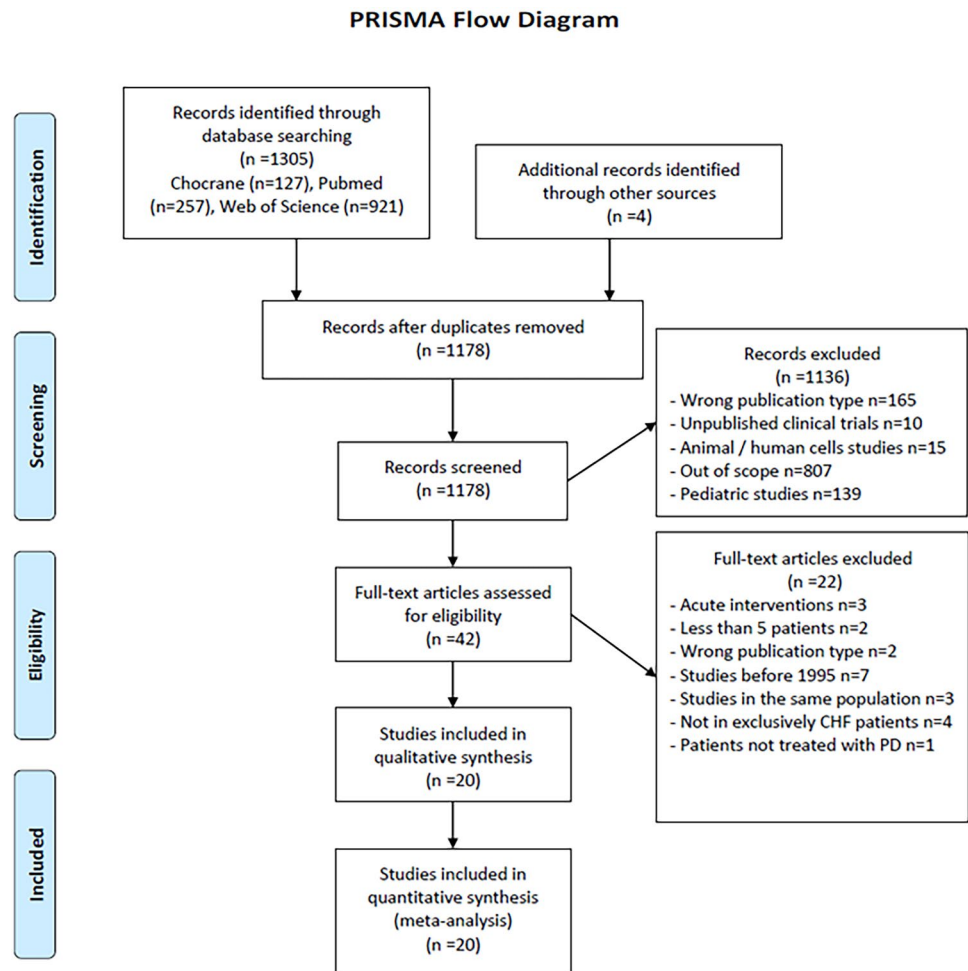 PRISMA Flow Diagram
Identification
Records identified through
database searching
(n =1305)
Chocrane (n=127), Pubmed
(n=257), Web of Science (n=921)
Additional records identified
through other sources
(n =4)
Records after duplicates removed
(n =1178)
Screening
Records screened
(n =1178)
Records excluded
(n =1136)
- Wrong publication type n=165
- Unpublished clinical trials n=10
- Animal / human cells studies n=15
- Out of scope n=807
- Pediatric studies n=139
Eligibility
Full-text articles assessed
for eligibility
(n =42)
Full-text articles excluded
(n =22)
- Acute interventions n=3
- Less than 5 patients n=2
- Wrong publication type n=2
- Studies before 1995 n=7
- Studies in the same population n=3
- Not in exclusively CHF patients n=4
- Patients not treated with PD n=1
Studies included in
qualitative synthesis
(n =20)
Included
Studies included in
quantitative synthesis
(meta-analysis)
(n =20)